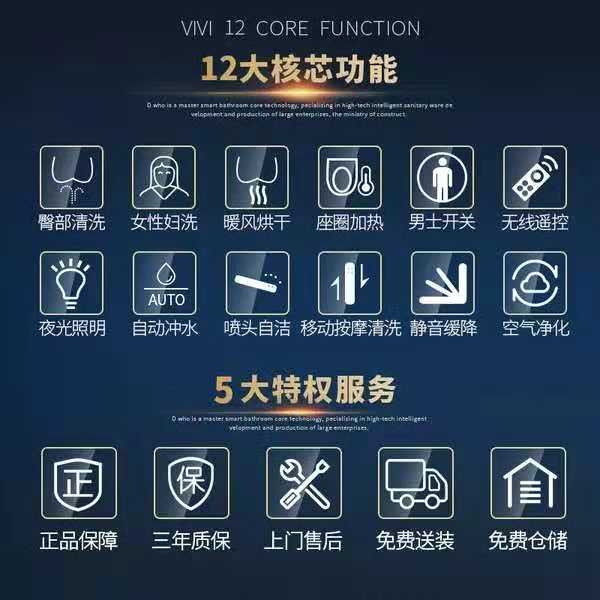 VIVI 12 CORE FUNCTION
12大核芯功能
D who is a master smart bathroom core technology, pecializing in high-tech intelligent sanitary ware de
velopment and production of large enterprises, the ministry of construct.
臀部清洗 女性妇洗 暖风烘干 座圈加热 男士开关 无线遥控
AUTO
夜光照明 自动冲水 喷头自洁 移动按摩清洗 静音缓降 空气净化
5大特权服务
D who is a master smart bathroom core technology, pecializing in high-tech intelligent
velopment and production of large enterprises.
正 保
正品保障 三年质保 上门售后 免费送装 免费仓储